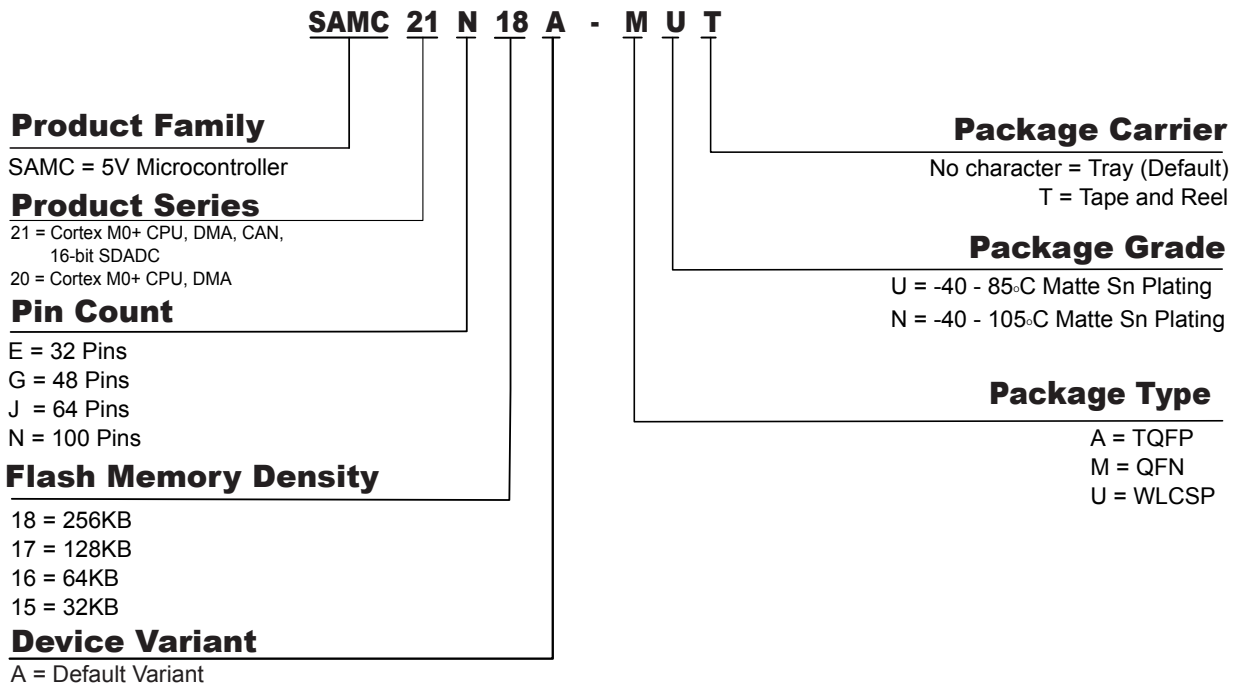 SAMC 21 N 18 A - M U T
Product Family
SAMC = 5V Microcontroller
Product Series
21 = Cortex M0+ CPU, DMA, CAN,
16-bit SDADC
20 = Cortex M0+ CPU, DMA
Pin Count
E = 32 Pins
G = 48 Pins
J = 64 Pins
N = 100 Pins
Flash Memory Density
18 = 256KB
17 = 128KB
16 = 64KB
15 = 32KB
Device Variant
A = Default Variant
Package Carrier
No character = Tray (Default)
T = Tape and Reel
Package Grade
U = -40 - 85°C Matte Sn Plating
N = -40 - 105°C Matte Sn Plating
Package Type
A = TQFP
M = QFN
U = WLCSP